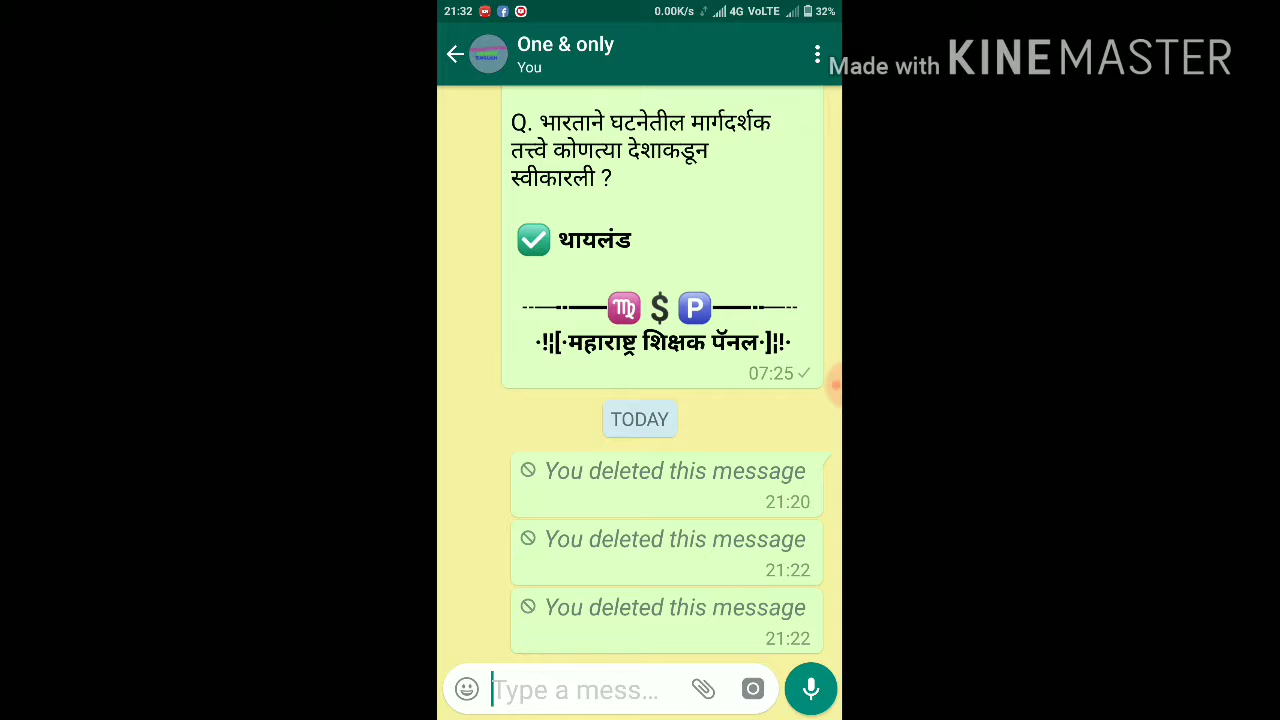 21:32 0.00K/s 4G VoLTE 32%
One & only
You
Made with KINEMASTER
Q. भारताने घटनेतील मार्गदर्शक
तत्त्वे कोणत्या देशाकडून
स्वीकारली ?
✅ थायलंड
┈┉━━♍💲🅿━━┉┈
·!¦[·महाराष्ट्र शिक्षक पॅनल·]¦!·
07:25
TODAY
You deleted this message
21:20
You deleted this message
21:22
You deleted this message
21:22
Type a mess...